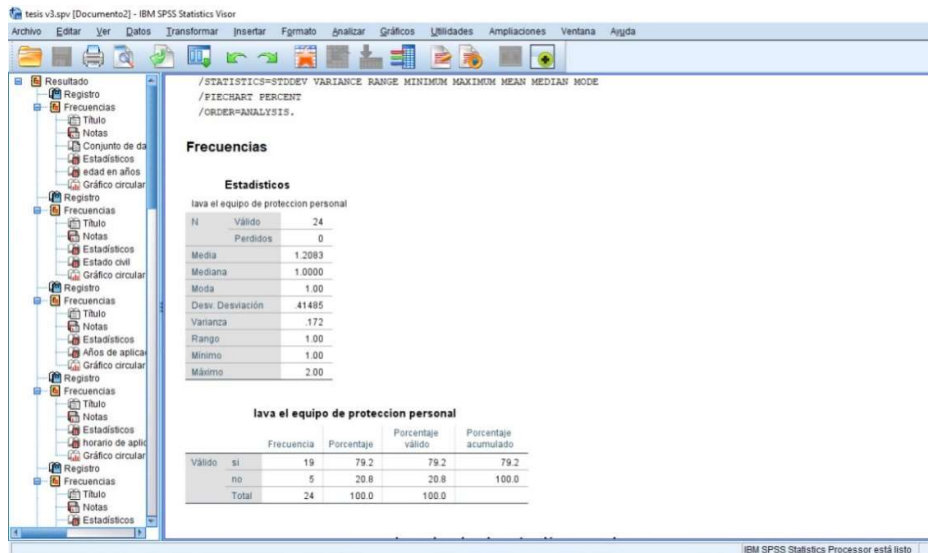 tesis v3.spv [Documento2] - IBM SPSS Statistics Visor
Archivo Editar Ver Datos Transformar Insertar Formato Analizar Gráficos Utilidades Ampliaciones Ventana Ayuda
Resultado
Registro
Frecuencias
Título
Notas
Conjunto de da
Estadísticos
edad en años
Gráfico circular
Registro
Frecuencias
Título
Notas
Estadísticos
Estado civil
Gráfico circular
Registro
Frecuencias
Título
Notas
Estadísticos
Años de aplica
Gráfico circular
Registro
Frecuencias
Título
Notas
Estadísticos
horario de aplic
Gráfico circular
Registro
Frecuencias
Título
Notas
Estadísticos
/STATISTICS=STDDEV VARIANCE RANGE MINIMUM MAXIMUM MEAN MEDIAN MODE
/PIECHART PERCENT
/ORDER=ANALYSIS.
Frecuencias
Estadísticos
lava el equipo de proteccion personal
N Válido 24
Perdidos 0
Media 1.2083
Mediana 1.0000
Moda 1.00
Desv. Desviación .41485
Varianza .172
Rango 1.00
Mínimo 1.00
Máximo 2.00
lava el equipo de proteccion personal
Frecuencia Porcentaje Porcentaje válido Porcentaje acumulado
Válido si 19 79.2 79.2 79.2
no 5 20.8 20.8 100.0
Total 24 100.0 100.0
IBM SPSS Statistics Processor está listo